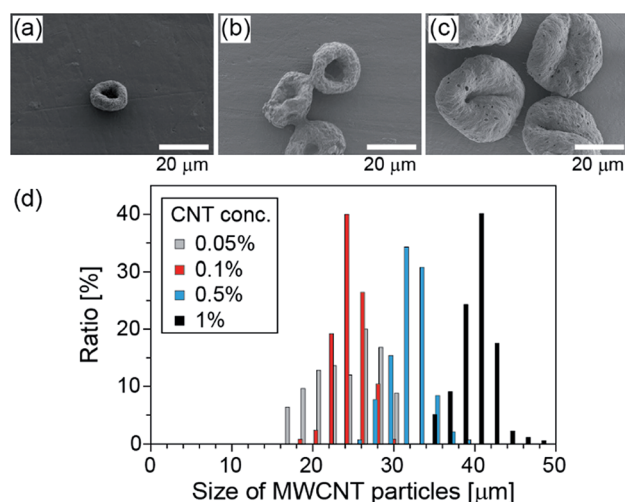 (a)
(b)
(c)
20 μm
20 μm
20 μm
(d)
CNT conc.
0.05%
0.1%
0.5%
1%
Ratio [%]
40
30
20
10
0
0 10 20 30 40 50
Size of MWCNT particles [μm]